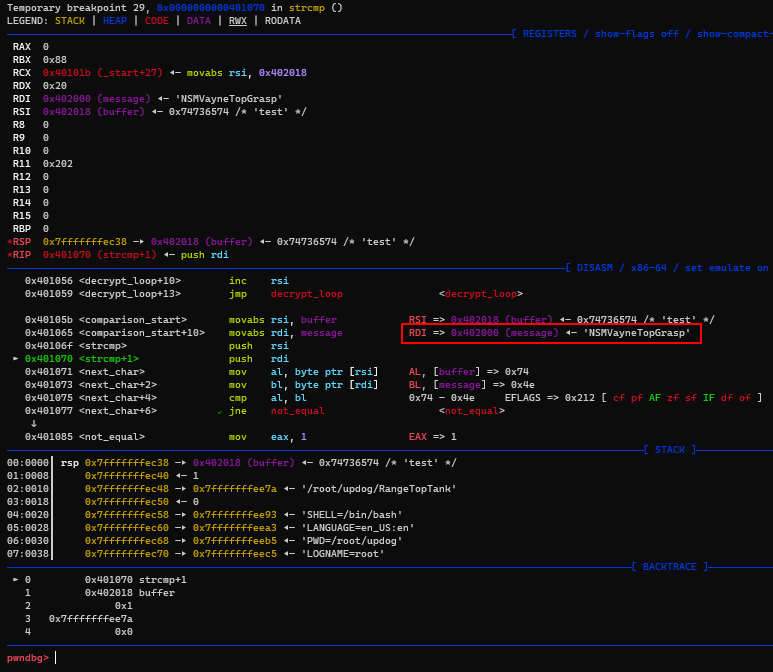 Temporary breakpoint 29, 0x0000000000401070 in strcmp ()
LEGEND: STACK | HEAP | CODE | DATA | RWX | RODATA
[ REGISTERS / show-flags off / show-compact-
RAX  0
RBX  0x88
RCX  0x40101b (_start+27) ◂— movabs rsi, 0x402018
RDX  0x20
RDI  0x402000 (message) ◂— 'NSMVayneTopGrasp'
RSI  0x402018 (buffer) ◂— 0x74736574 /* 'test' */
R8   0
R9   0
R10  0
R11  0x202
R12  0
R13  0
R14  0
R15  0
RBP  0
*RSP  0x7fffffffec38 —▸ 0x402018 (buffer) ◂— 0x74736574 /* 'test' */
*RIP  0x401070 (strcmp+1) ◂— push rdi
[ DISASM / x86-64 / set emulate on
0x401056 <decrypt_loop+10>        inc    rsi
0x401059 <decrypt_loop+13>        jmp    decrypt_loop                <decrypt_loop>
0x40105b <comparison_start>       movabs rsi, buffer            RSI => 0x402018 (buffer) ◂— 0x74736574 /* 'test' */
0x401065 <comparison_start+10>    movabs rdi, message           RDI => 0x402000 (message) ◂— 'NSMVayneTopGrasp'
0x40106f <strcmp>                 push   rsi
► 0x401070 <strcmp+1>               push   rdi
0x401071 <next_char>              mov    al, byte ptr [rsi]     AL, [buffer] => 0x74
0x401073 <next_char+2>            mov    bl, byte ptr [rdi]     BL, [message] => 0x4e
0x401075 <next_char+4>            cmp    al, bl                 0x74 - 0x4e     EFLAGS => 0x212 [ cf pf AF zf sf IF df of ]
0x401077 <next_char+6>          ✔ jne    not_equal                   <not_equal>
↓
0x401085 <not_equal>              mov    eax, 1                 EAX => 1
[ STACK ]
00:0000│ rsp 0x7fffffffec38 —▸ 0x402018 (buffer) ◂— 0x74736574 /* 'test' */
01:0008│     0x7fffffffec40 ◂— 1
02:0010│     0x7fffffffec48 —▸ 0x7fffffffee7a ◂— '/root/updog/RangeTopTank'
03:0018│     0x7fffffffec50 ◂— 0
04:0020│     0x7fffffffec58 —▸ 0x7fffffffee93 ◂— 'SHELL=/bin/bash'
05:0028│     0x7fffffffec60 —▸ 0x7fffffffeea3 ◂— 'LANGUAGE=en_US:en'
06:0030│     0x7fffffffec68 —▸ 0x7fffffffeeb5 ◂— 'PWD=/root/updog'
07:0038│     0x7fffffffec70 —▸ 0x7fffffffeec5 ◂— 'LOGNAME=root'
[ BACKTRACE ]
► 0         0x401070 strcmp+1
1         0x402018 buffer
2              0x1
3   0x7fffffffee7a
4              0x0
pwndbg>